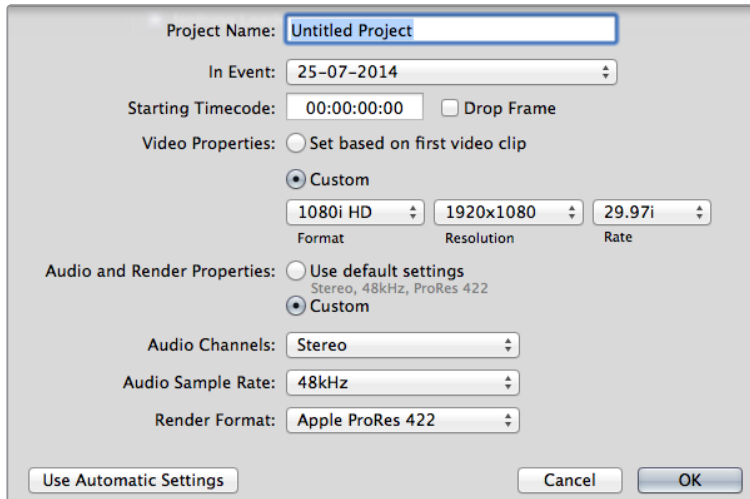 Project Name: Untitled Project
In Event: 25-07-2014
Starting Timecode: 00:00:00:00 Drop Frame
Video Properties: Set based on first video clip
Custom
1080i HD 1920x1080 29.97i
Format Resolution Rate
Audio and Render Properties: Use default settings
Stereo, 48kHz, ProRes 422
Custom
Audio Channels: Stereo
Audio Sample Rate: 48kHz
Render Format: Apple ProRes 422
Use Automatic Settings Cancel OK